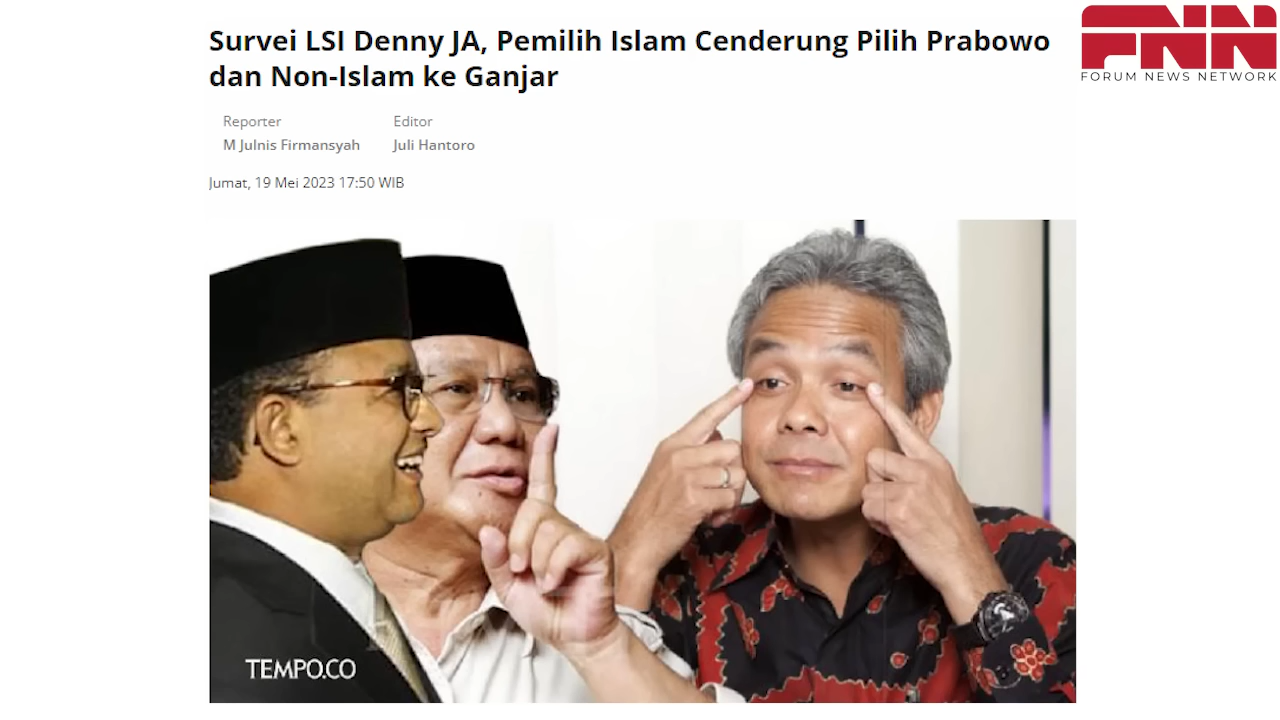 Survei LSI Denny JA, Pemilih Islam Cenderung Pilih Prabowo
dan Non-Islam ke Ganjar
FNN
FORUM NEWS NETWORK
Reporter
Editor
M Julnis Firmansyah
Juli Hantoro
Jumat, 19 Mei 2023 17:50 WIB
TEMPO.CO